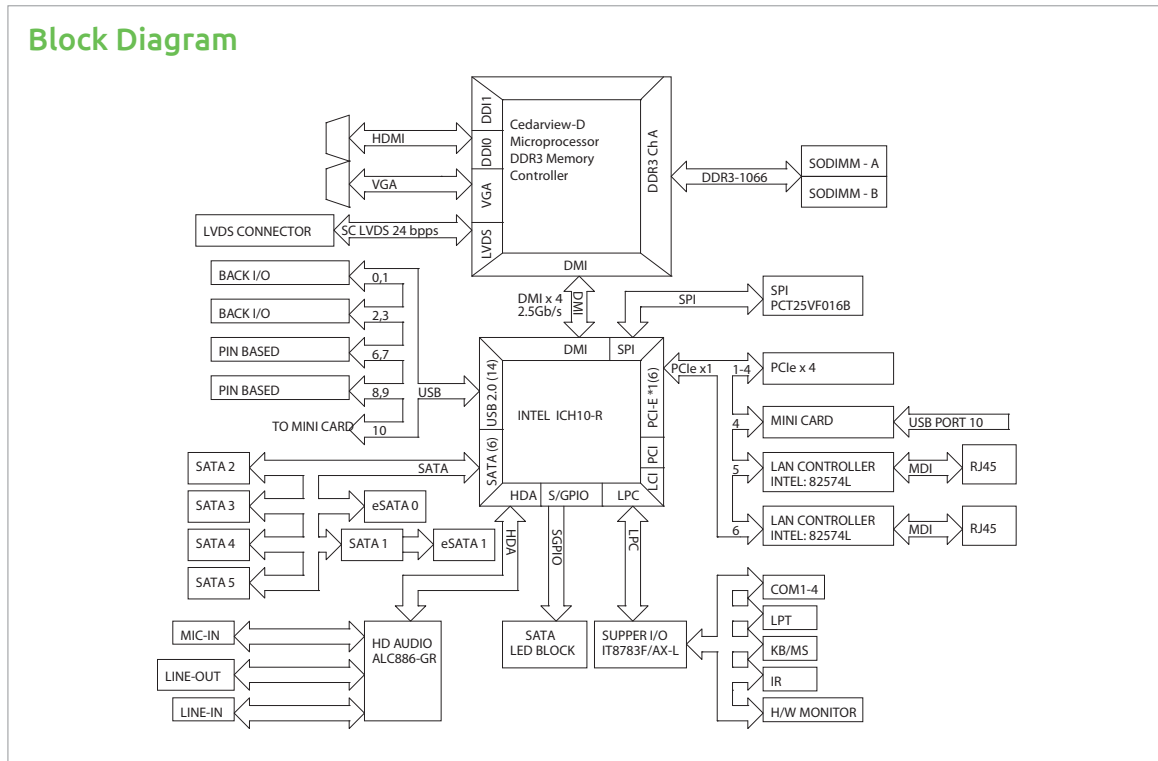 Block Diagram
DDI1
DDI0
VGA
LVDS
Cedarview-D
Microprocessor
DDR3 Memory
Controller
DDR3 Ch A
DMI
HDMI
VGA
LVDS CONNECTOR
SC LVDS 24 bpps
DDR3-1066
SODIMM - A
SODIMM - B
BACK I/O
0,1
BACK I/O
2,3
PIN BASED
6,7
PIN BASED
8,9
TO MINI CARD
10
USB
DMI x 4
2.5Gb/s
DMI
SPI
SPI
PCT25VF016B
DMI
SPI
USB 2.0 (14)
SATA (6)
INTEL ICH10-R
PCI-E *1(6)
PCI
LCI
HDA
S/GPIO
LPC
PCIe x1
1-4
PCIe x 4
4
MINI CARD
USB PORT 10
5
LAN CONTROLLER
INTEL: 82574L
MDI
RJ45
6
LAN CONTROLLER
INTEL: 82574L
MDI
RJ45
SATA 2
SATA
SATA 3
eSATA 0
SATA 4
SATA 1
eSATA 1
SATA 5
HDA
SGPIO
LPC
MIC-IN
LINE-OUT
LINE-IN
HD AUDIO
ALC886-GR
SATA
LED BLOCK
SUPPER I/O
IT8783F/AX-L
COM1-4
LPT
KB/MS
IR
H/W MONITOR